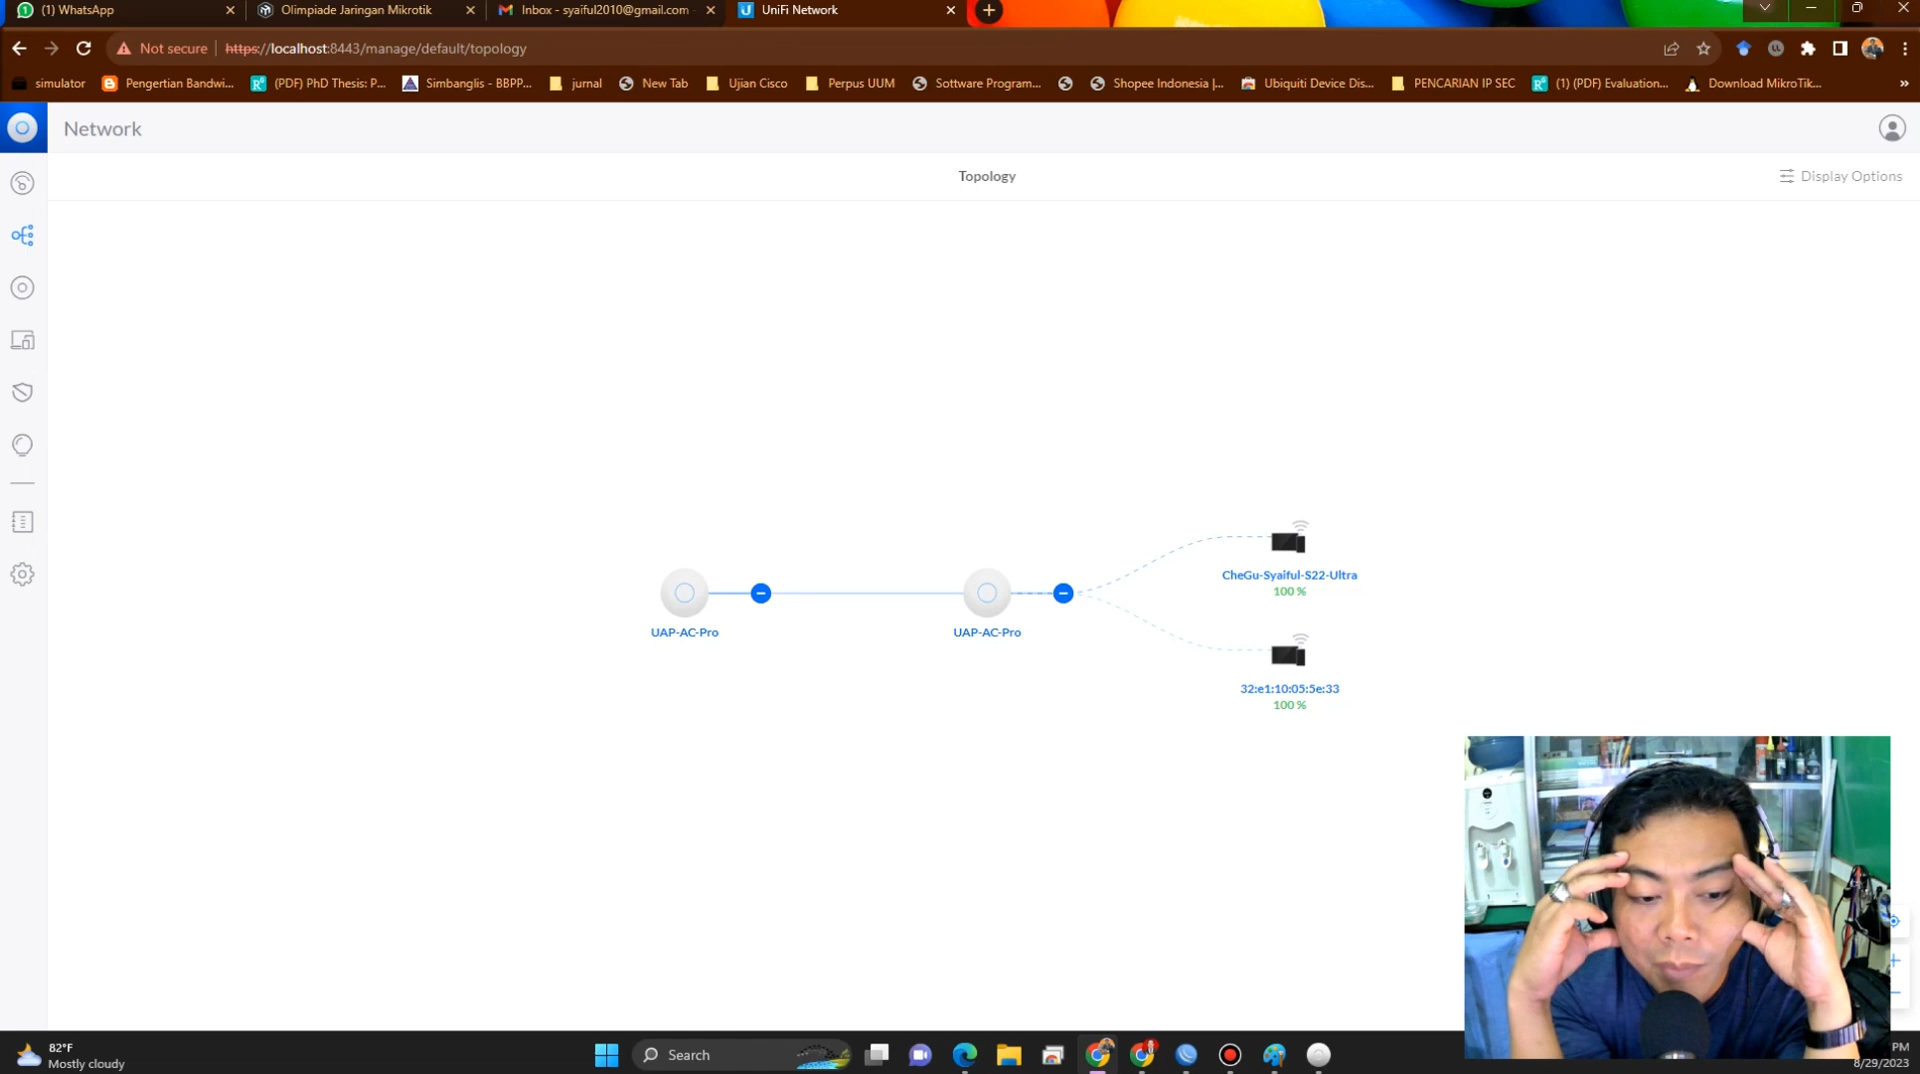 (1) WhatsApp
Olimpiade Jaringan Mikrotik
Inbox - syaiful2010@gmail.com
UniFi Network
Not secure
https://localhost:8443/manage/default/topology
simulator
Pengertian Bandwi...
(PDF) PhD Thesis: P...
Simbanglis - BBPP...
jurnal
New Tab
Ujian Cisco
Perpus UUM
Sottware Program...
Shopee Indonesia |...
Ubiquiti Device Dis...
PENCARIAN IP SEC
(1) (PDF) Evaluation...
Download MikroTik...
Network
Topology
Display Options
CheGu-Syaiful-S22-Ultra
100 %
UAP-AC-Pro
UAP-AC-Pro
32:e1:10:05:5e:33
100 %
82°F
Mostly cloudy
Search
PM
8/29/2023